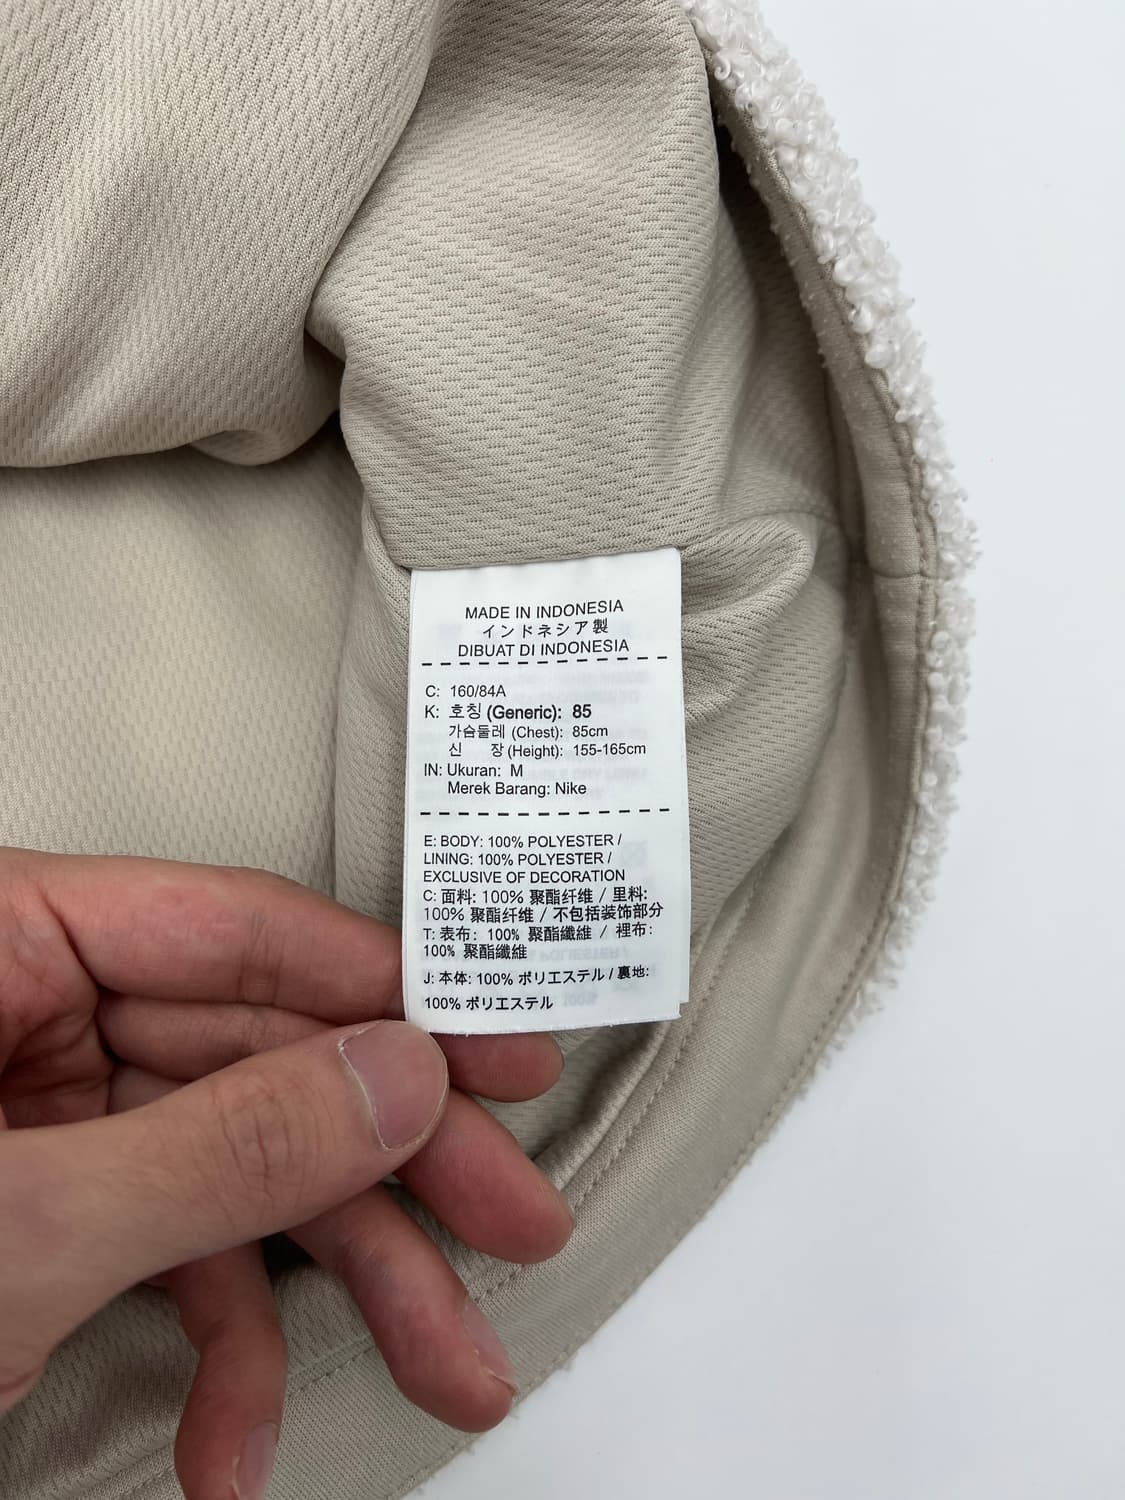 MADE IN INDONESIA
インドネシア製
DIBUAT DI INDONESIA
C: 160/84A
K: 호칭 (Generic): 85
가슴둘레 (Chest): 85cm
신 장 (Height): 155-165cm
IN: Ukuran: M
Merek Barang: Nike
E: BODY: 100% POLYESTER /
LINING: 100% POLYESTER /
EXCLUSIVE OF DECORATION
C: 面料: 100% 聚酯纤维 / 里料:
100% 聚酯纤维 / 不包括装饰部分
T: 表布: 100% 聚酯纖維 / 裡布:
100% 聚酯纖維
J: 本体: 100% ポリエステル / 裏地:
100% ポリエステル